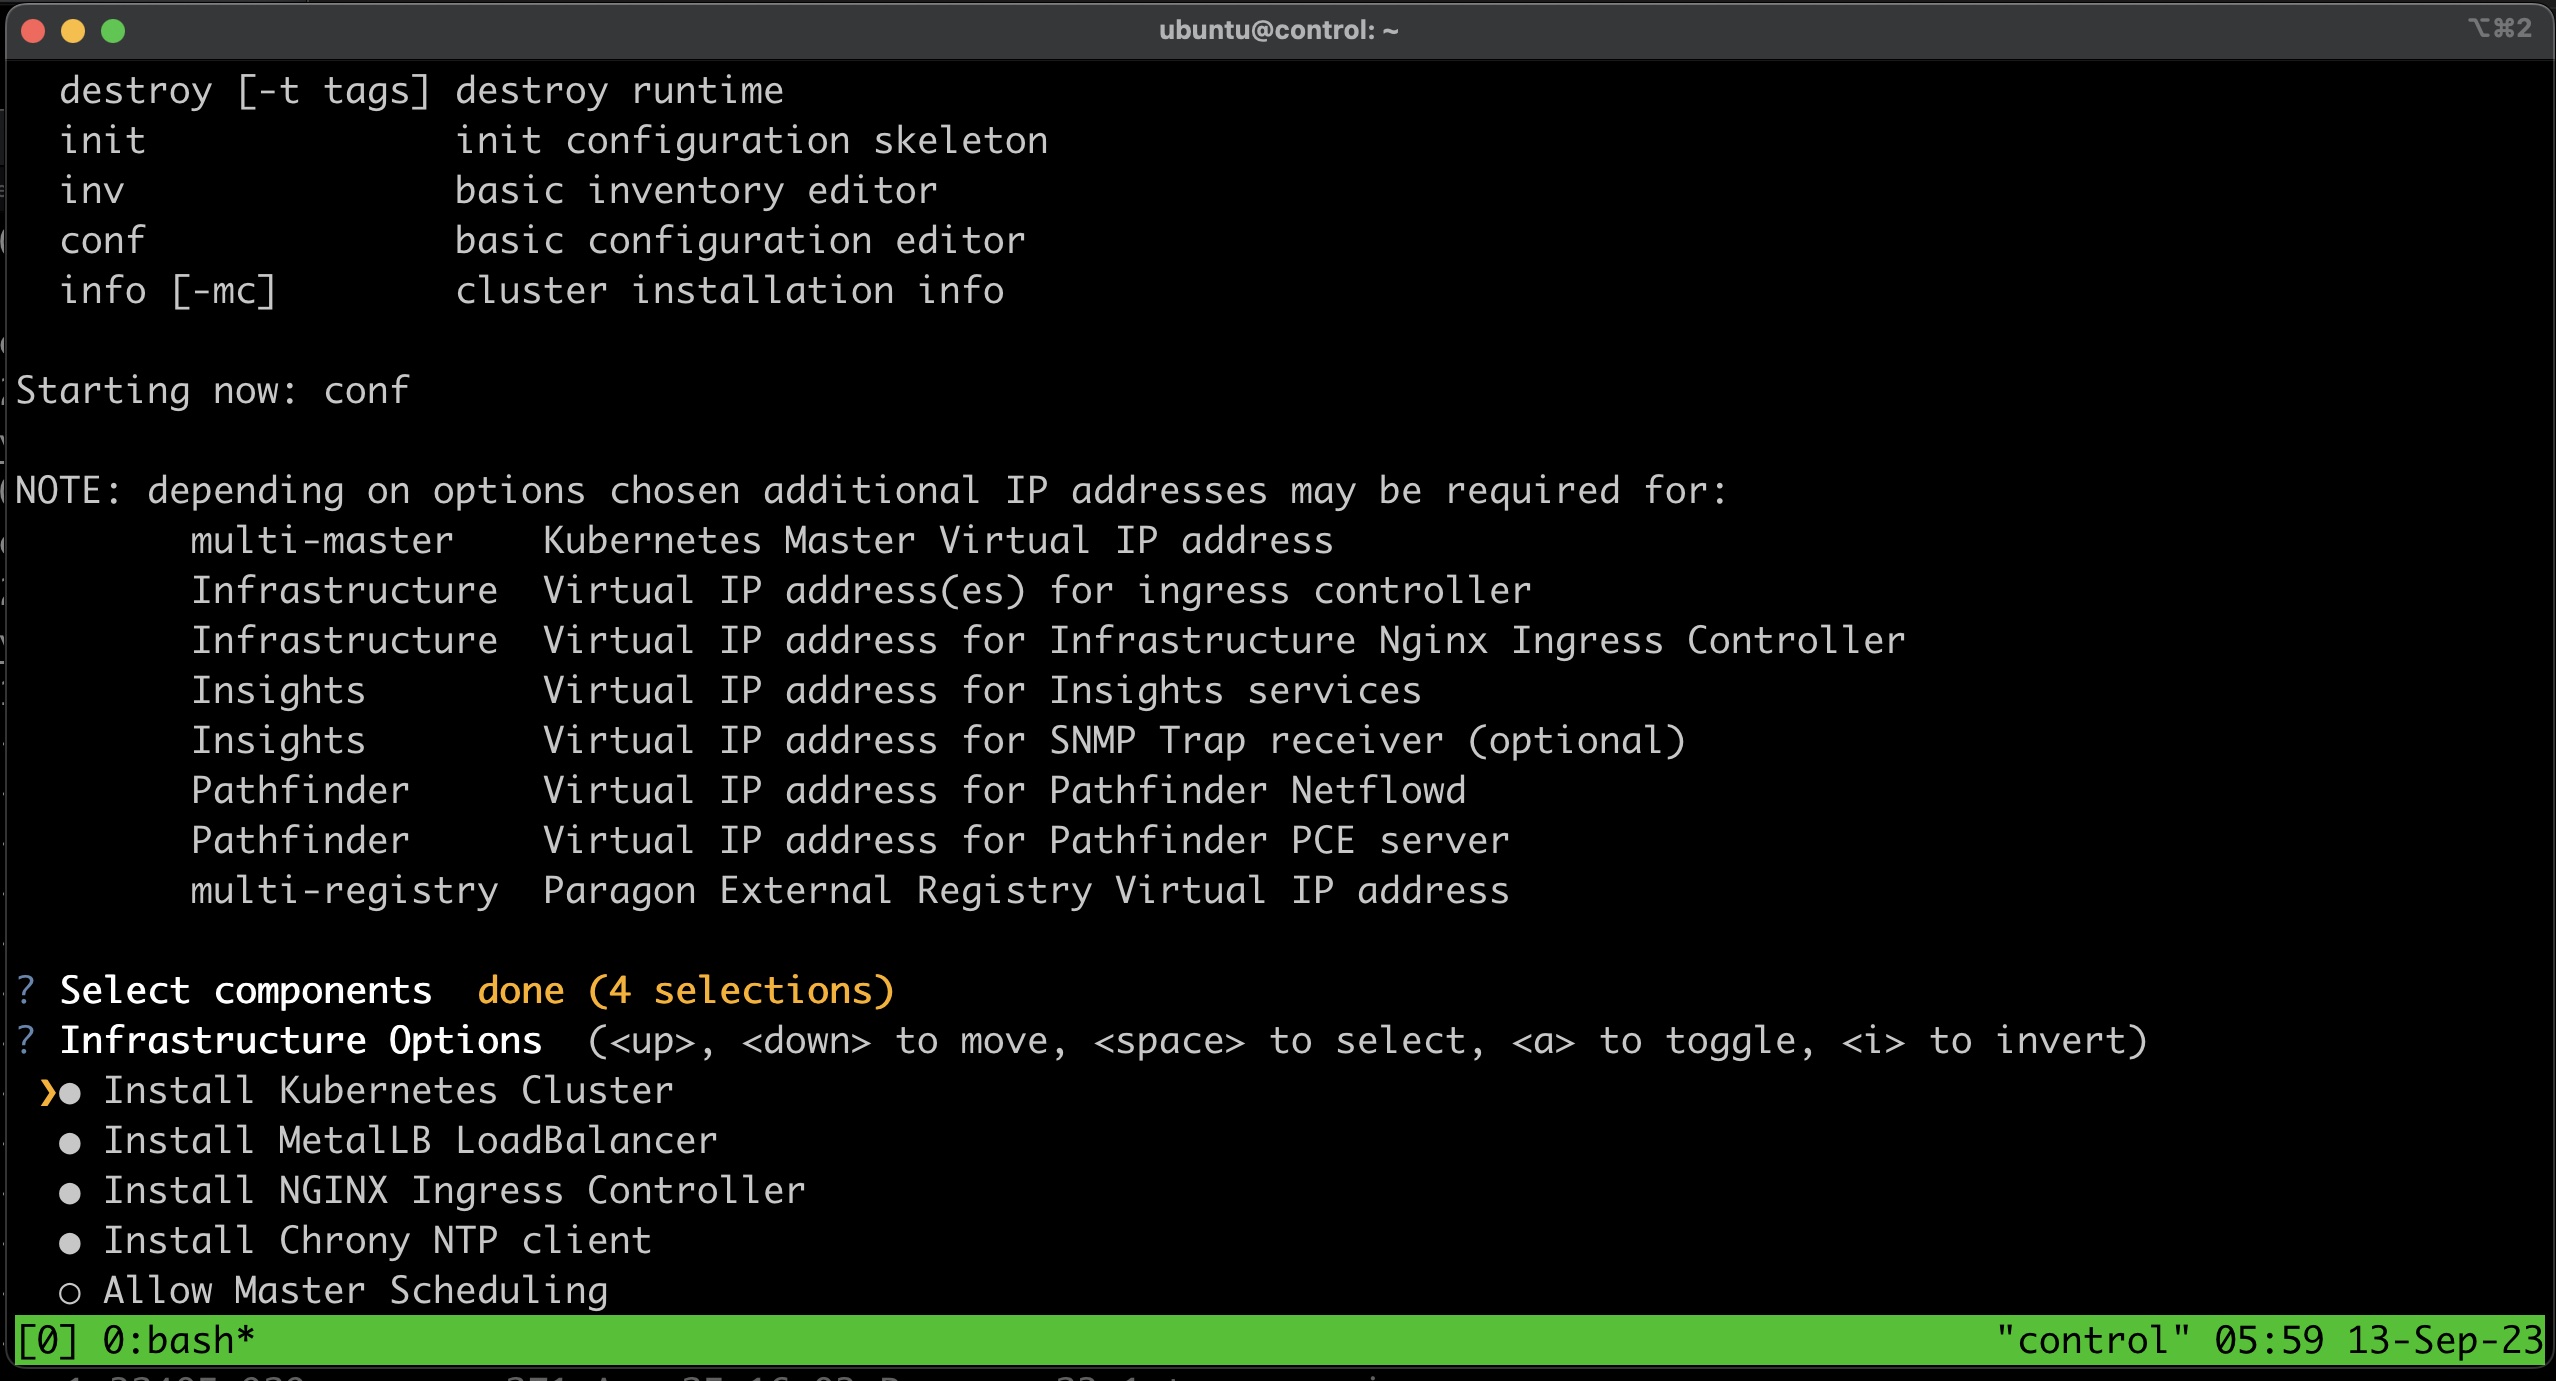 ubuntu@control: ~
⌥⌘2
destroy [-t tags] destroy runtime
init              init configuration skeleton
inv               basic inventory editor
conf              basic configuration editor
info [-mc]        cluster installation info
Starting now: conf
NOTE: depending on options chosen additional IP addresses may be required for:
multi-master    Kubernetes Master Virtual IP address
Infrastructure  Virtual IP address(es) for ingress controller
Infrastructure  Virtual IP address for Infrastructure Nginx Ingress Controller
Insights        Virtual IP address for Insights services
Insights        Virtual IP address for SNMP Trap receiver (optional)
Pathfinder      Virtual IP address for Pathfinder Netflowd
Pathfinder      Virtual IP address for Pathfinder PCE server
multi-registry  Paragon External Registry Virtual IP address
? Select components  done (4 selections)
? Infrastructure Options  (<up>, <down> to move, <space> to select, <a> to toggle, <i> to invert)
❯● Install Kubernetes Cluster
● Install MetalLB LoadBalancer
● Install NGINX Ingress Controller
● Install Chrony NTP client
○ Allow Master Scheduling
[0] 0:bash* "control" 05:59 13-Sep-23